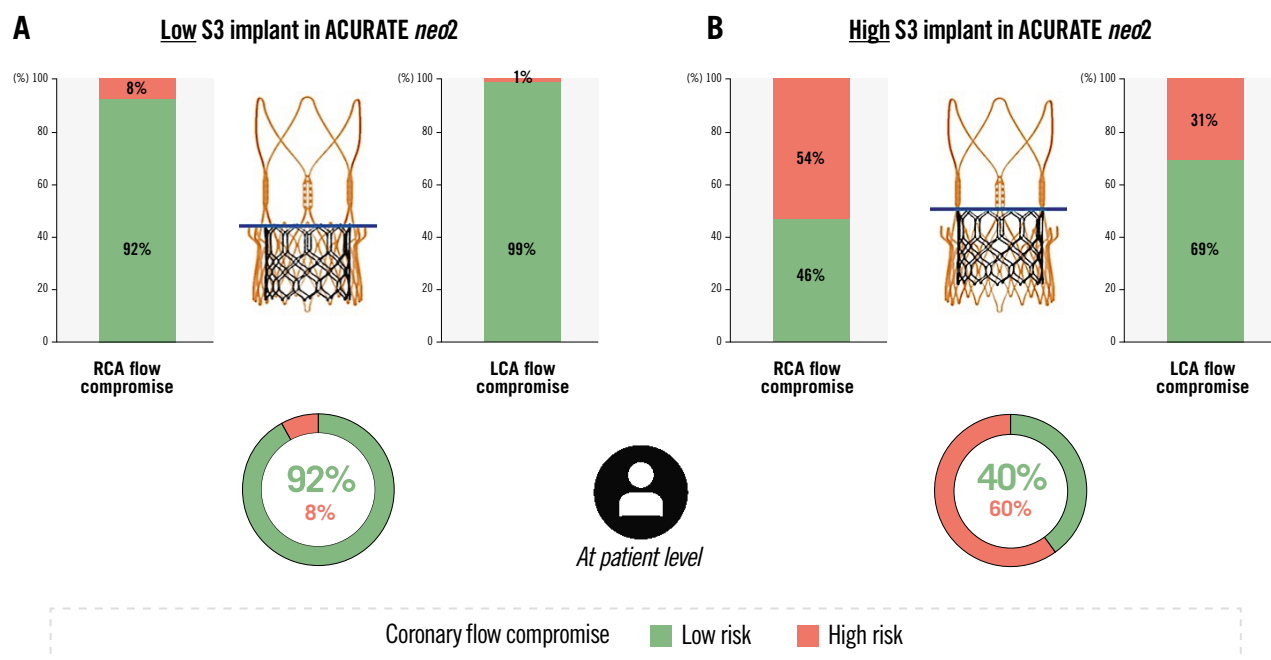 A
Low S3 implant in ACURATE neo2
(%) 100
80
60
40
20
0
8%
92%
RCA flow
compromise
(%) 100
80
60
40
20
0
1%
99%
LCA flow
compromise
B
High S3 implant in ACURATE neo2
(%) 100
80
60
40
20
0
54%
46%
RCA flow
compromise
(%) 100
80
60
40
20
0
31%
69%
LCA flow
compromise
92%
8%
At patient level
40%
60%
Coronary flow compromise Low risk High risk